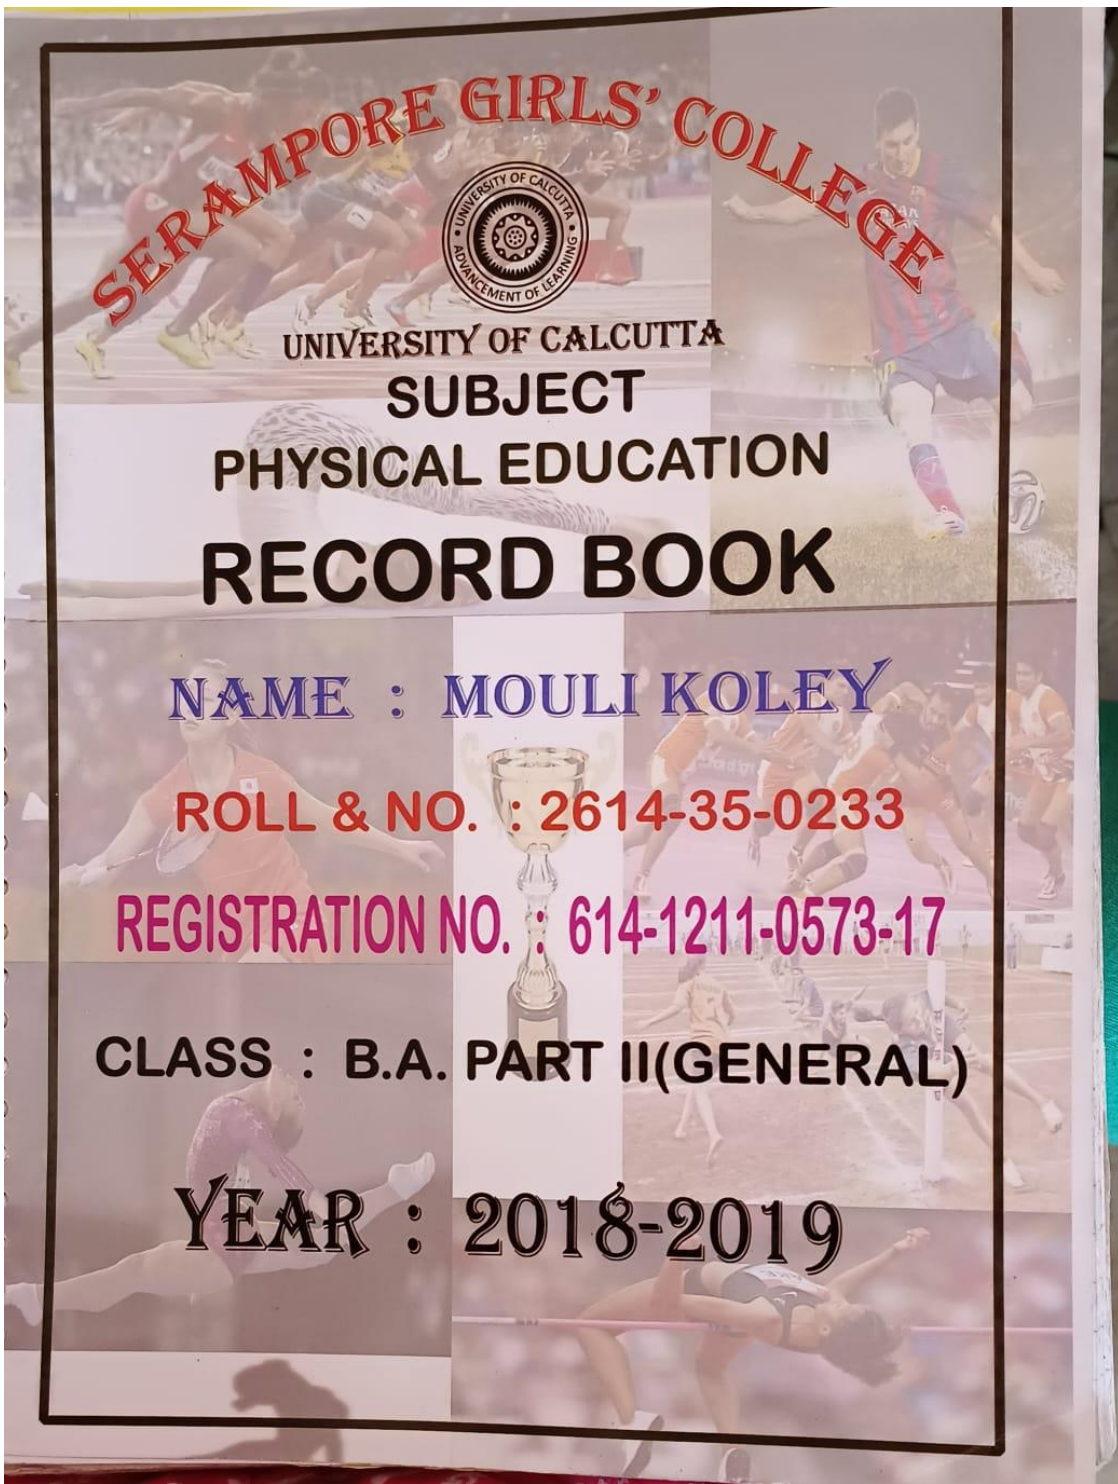 SERAMPORE GIRLS' COLLEGE
UNIVERSITY OF CALCUTTA
ADVANCEMENT OF LEARNING
UNIVERSITY OF CALCUTTA
SUBJECT
PHYSICAL EDUCATION
RECORD BOOK
NAME : MOULI KOLEY
ROLL & NO. : 2614-35-0233
REGISTRATION NO. : 614-1211-0573-17
CLASS : B.A. PART II(GENERAL)
YEAR : 2018-2019